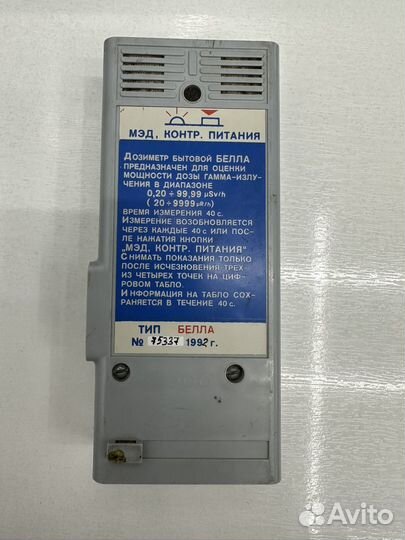 МЭД, КОНТР. ПИТАНИЯ
ДОЗИМЕТР БЫТОВОЙ БЕЛЛА
ПРЕДНАЗНАЧЕН ДЛЯ ОЦЕНКИ
МОЩНОСТИ ДОЗЫ ГАММА-ИЗЛУ-
ЧЕНИЯ В ДИАПАЗОНЕ
0,20 ÷ 99,99 µSv/h
( 20 ÷ 9999 µR/h)
ВРЕМЯ ИЗМЕРЕНИЯ 40 с.
ИЗМЕРЕНИЕ ВОЗОБНОВЛЯЕТСЯ
ЧЕРЕЗ КАЖДЫЕ 40 с ИЛИ ПОС-
ЛЕ НАЖАТИЯ КНОПКИ
„МЭД, КОНТР. ПИТАНИЯ"
СНИМАТЬ ПОКАЗАНИЯ ТОЛЬКО
ПОСЛЕ ИСЧЕЗНОВЕНИЯ ТРЕХ
ИЗ ЧЕТЫРЕХ ТОЧЕК НА ЦИФ-
РОВОМ ТАБЛО.
ИНФОРМАЦИЯ НА ТАБЛО СОХ-
РАНЯЕТСЯ В ТЕЧЕНИЕ 40 с.
ТИП БЕЛЛА
№ 75337 1992 г.
Avito